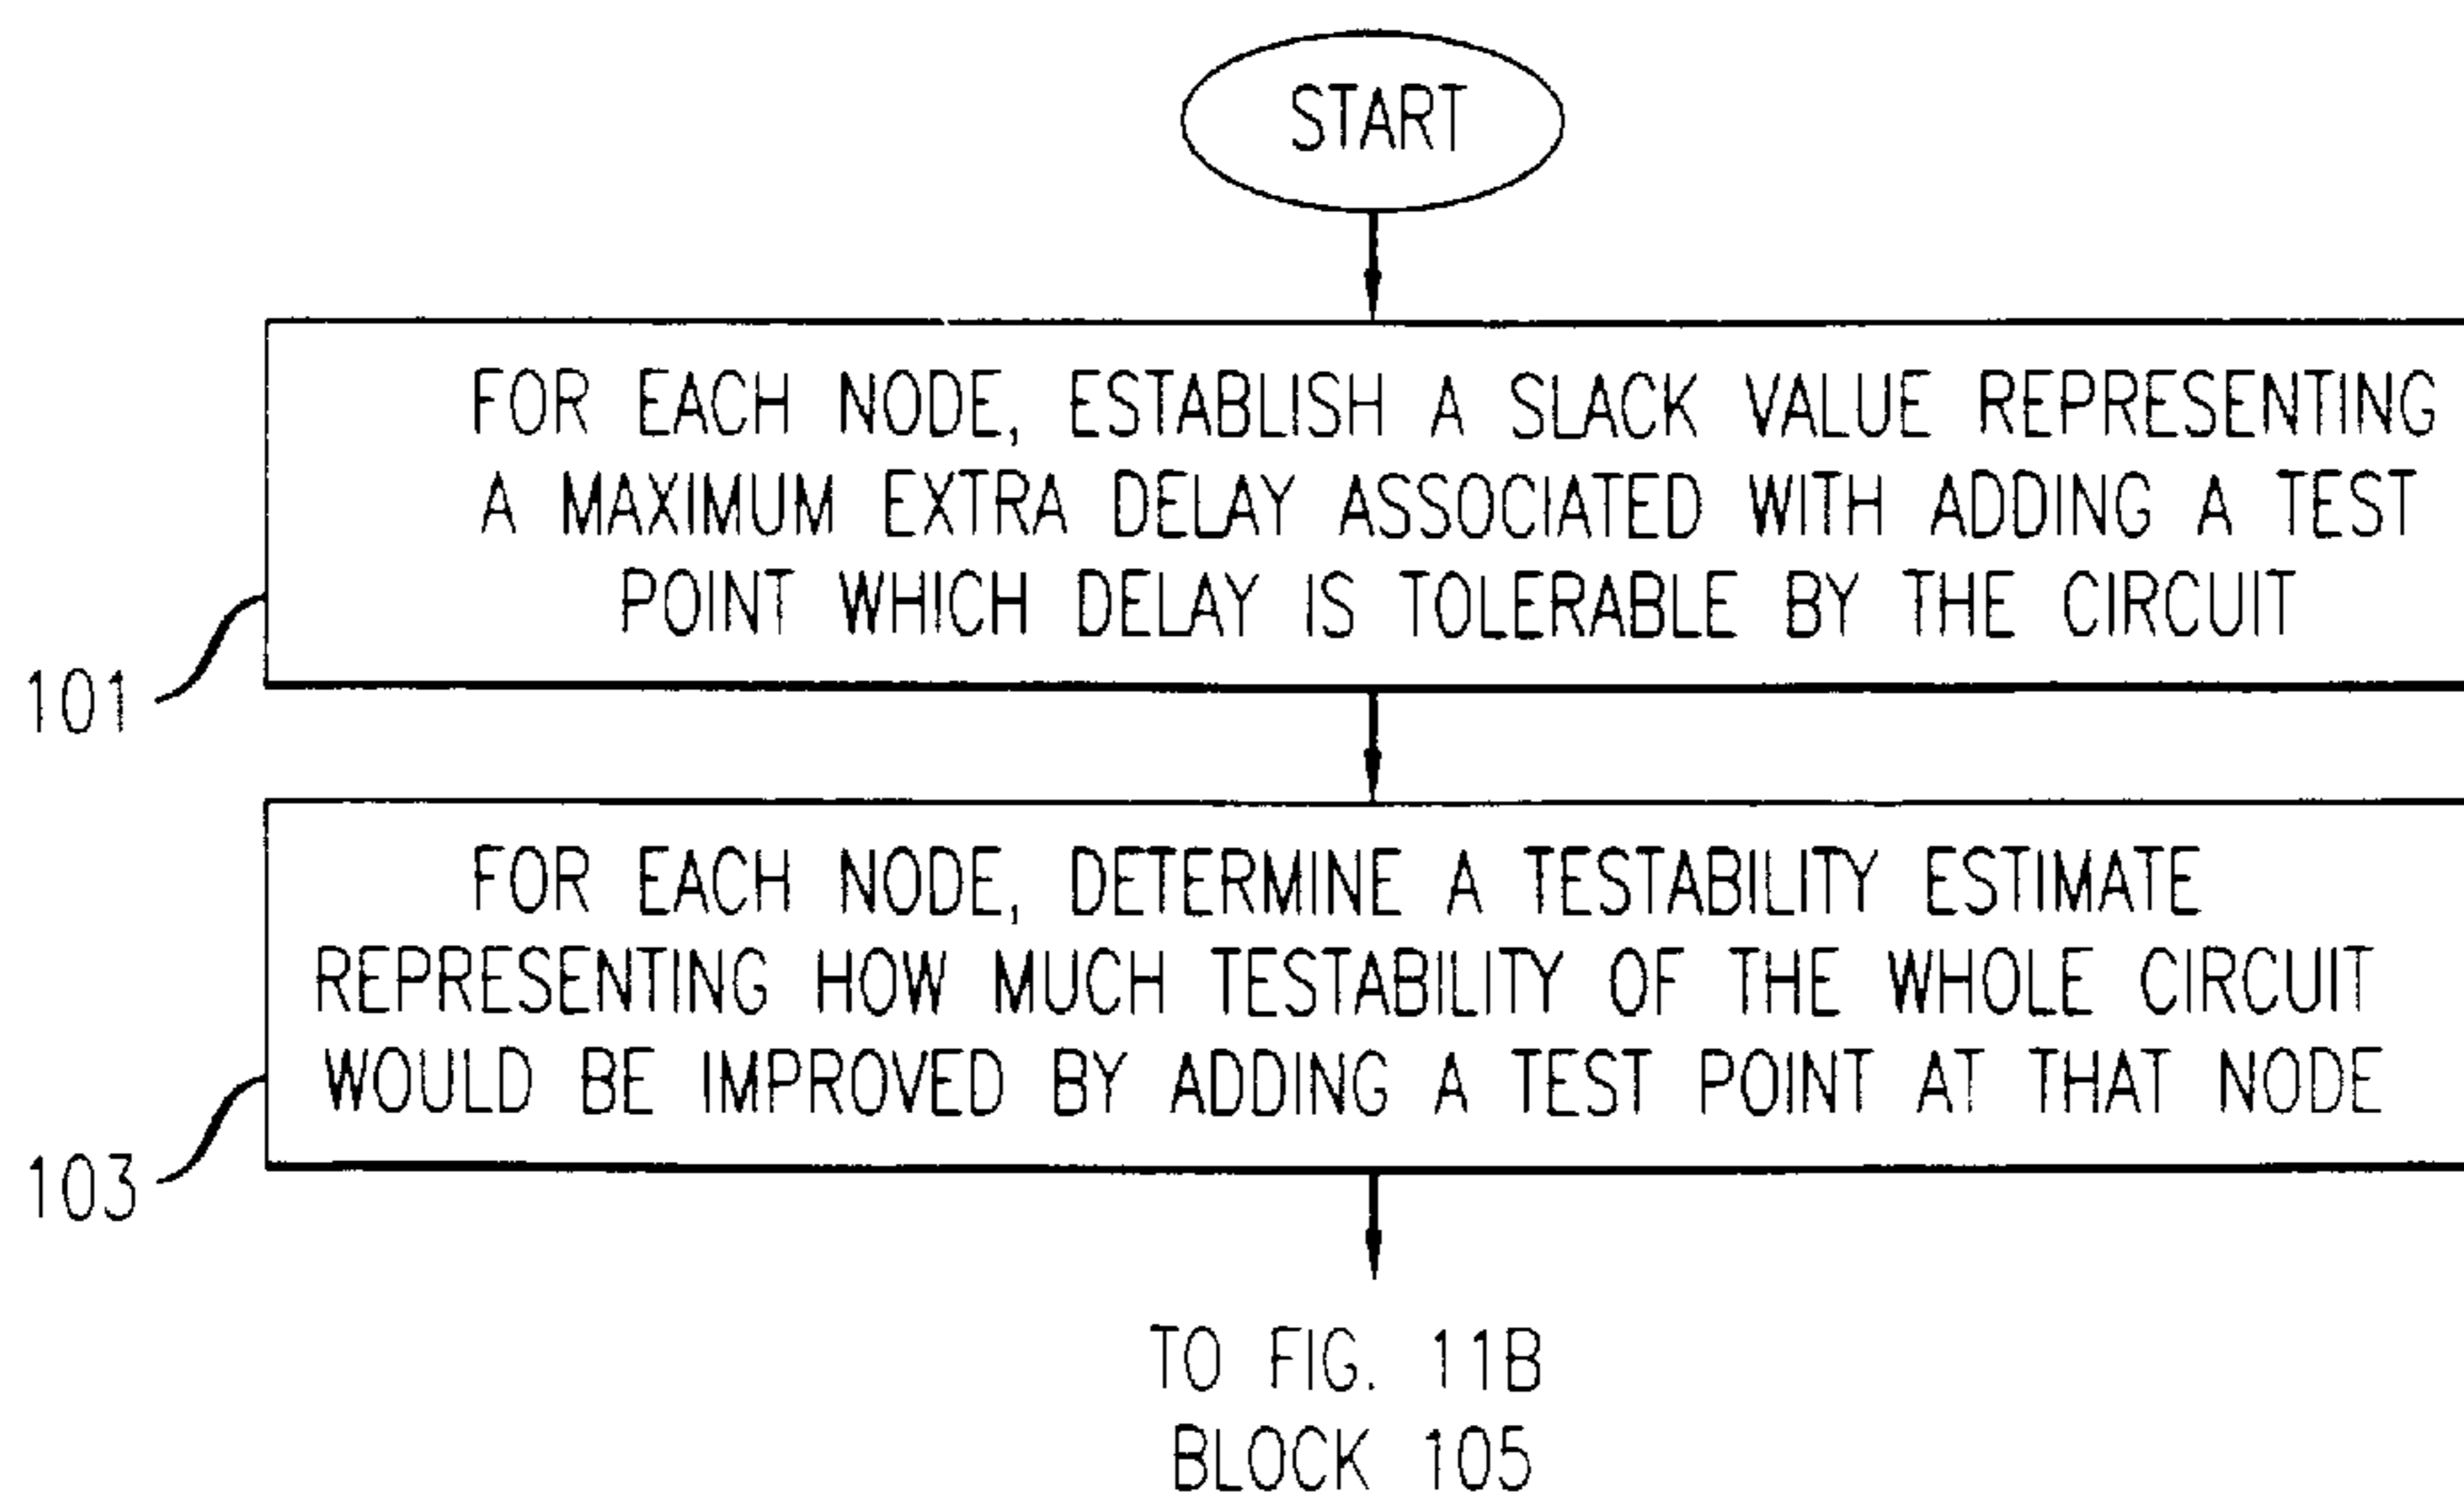 START
FOR EACH NODE, ESTABLISH A SLACK VALUE REPRESENTING
A MAXIMUM EXTRA DELAY ASSOCIATED WITH ADDING A TEST
POINT WHICH DELAY IS TOLERABLE BY THE CIRCUIT
101
FOR EACH NODE, DETERMINE A TESTABILITY ESTIMATE
REPRESENTING HOW MUCH TESTABILITY OF THE WHOLE CIRCUIT
WOULD BE IMPROVED BY ADDING A TEST POINT AT THAT NODE
103
TO FIG. 11B
BLOCK 105